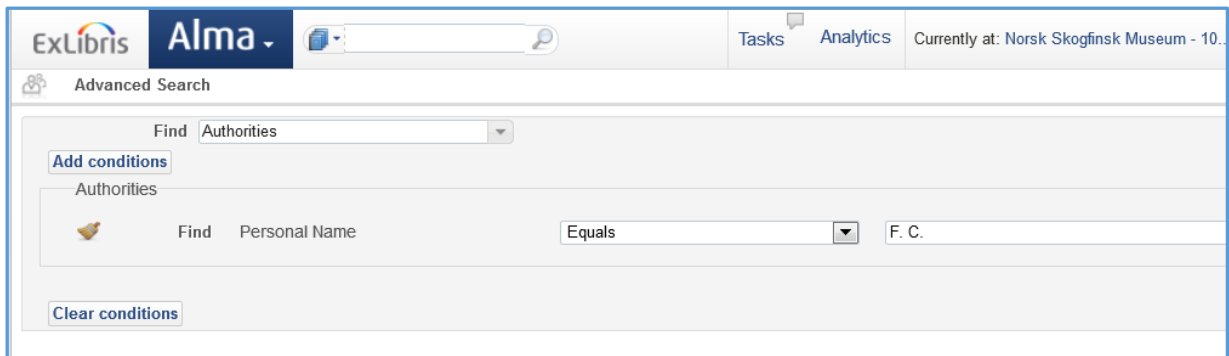 ExLibris Alma Tasks Analytics Currently at: Norsk Skogfinsk Museum - 10..
Advanced Search
Find Authorities
Add conditions
Authorities
Find Personal Name Equals F. C.
Clear conditions